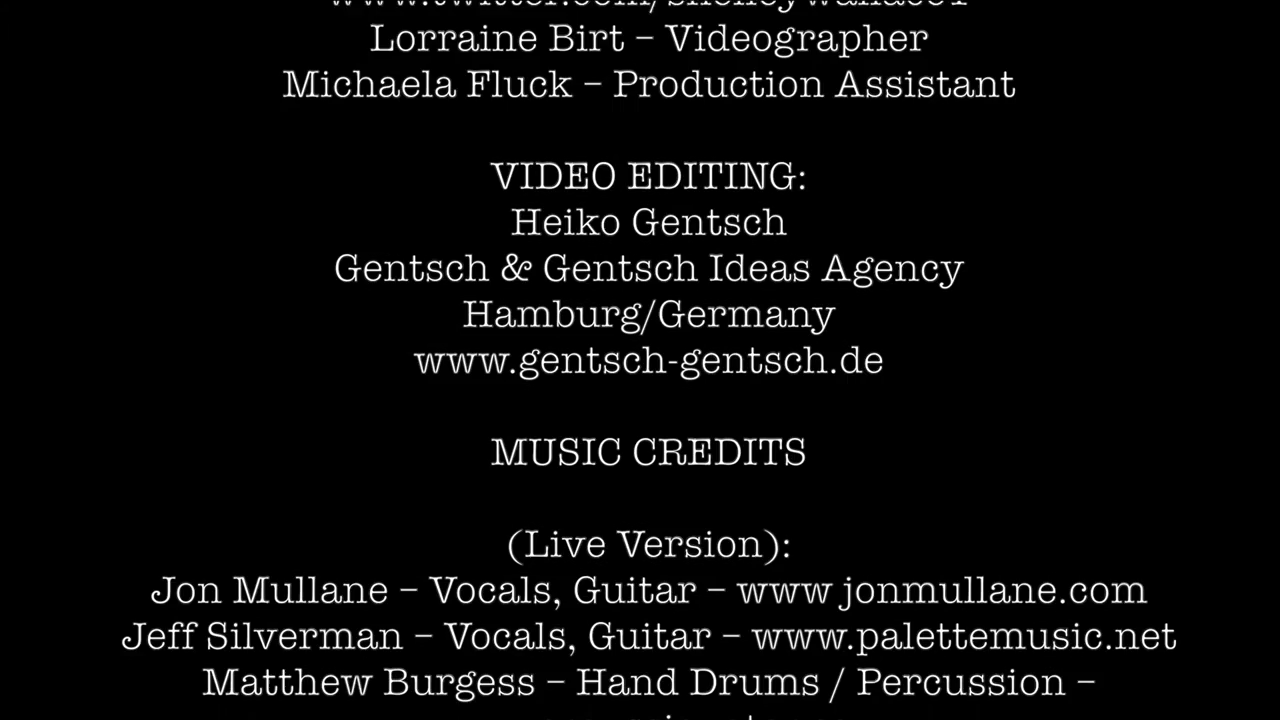 Lorraine Birt – Videographer
Michaela Fluck – Production Assistant
VIDEO EDITING:
Heiko Gentsch
Gentsch & Gentsch Ideas Agency
Hamburg/Germany
www.gentsch-gentsch.de
MUSIC CREDITS
(Live Version):
Jon Mullane – Vocals, Guitar – www.jonmullane.com
Jeff Silverman – Vocals, Guitar – www.palettemusic.net
Matthew Burgess – Hand Drums / Percussion –